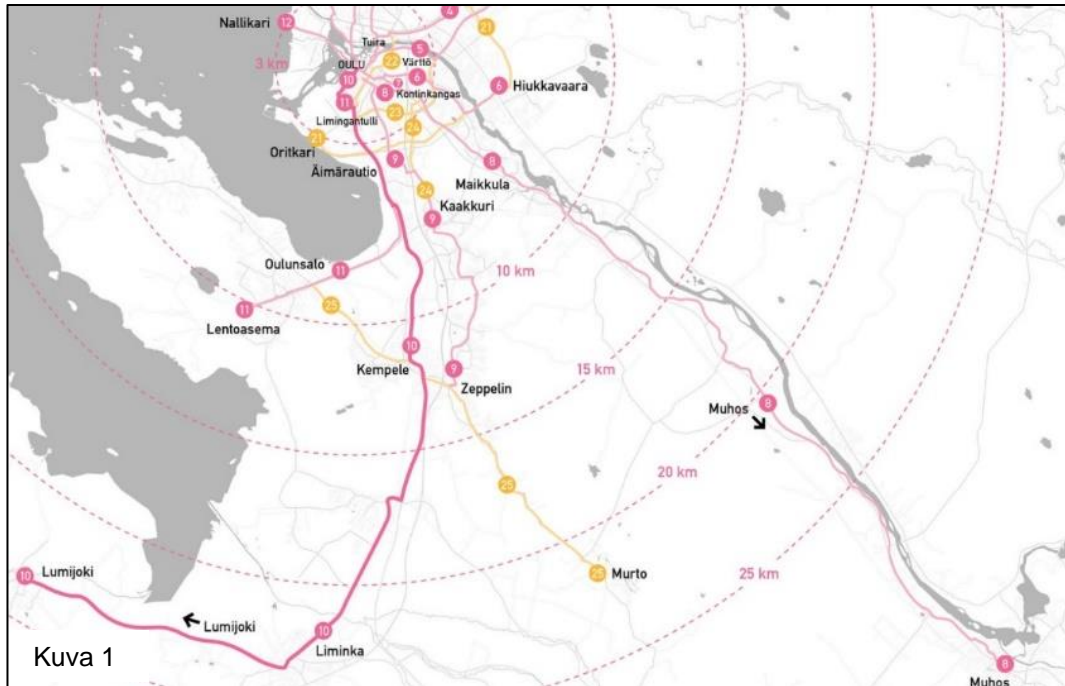 12
Nallikari
4
21
Tuira
5
3 km
22
Värttö
OULU
10
6
7
6
Hiukkavaara
8
Kontinkangas
11
Limingantulli
23
24
21
Oritkari
9
Äimärautio
8
Maikkula
24
Kaakkuri
9
Oulunsalo
11
10 km
25
11
Lentoasema
10
Kempele
9
Zeppelin
15 km
8
Muhos
20 km
25
25 km
10
Lumijoki
25
Murto
Lumijoki
10
Liminka
8
Muhos
Kuva 1